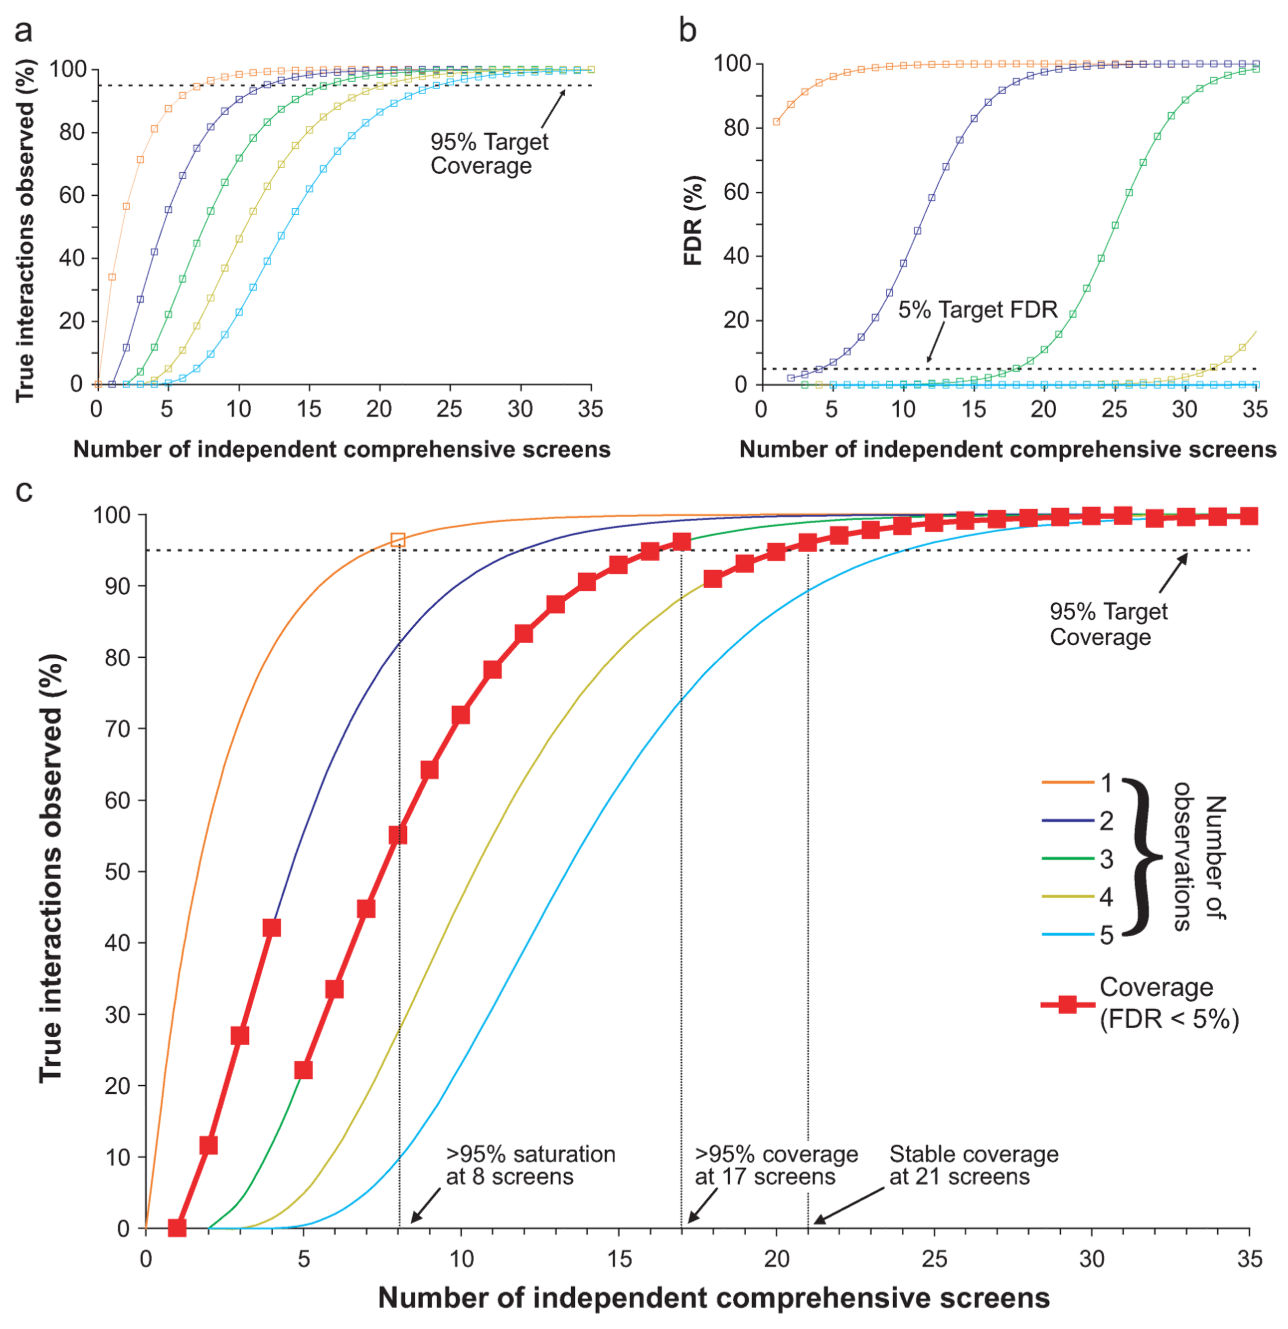 a
True interactions observed (%)
100
80
60
40
20
0
95% Target
Coverage
0 5 10 15 20 25 30 35
Number of independent comprehensive screens
b
FDR (%)
100
80
60
40
20
0
5% Target FDR
0 5 10 15 20 25 30 35
Number of independent comprehensive screens
c
True interactions observed (%)
100
90
80
70
60
50
40
30
20
10
0
95% Target
Coverage
1
2
3
4
5
Number of
observations
Coverage
(FDR < 5%)
>95% saturation
at 8 screens
>95% coverage
at 17 screens
Stable coverage
at 21 screens
0 5 10 15 20 25 30 35
Number of independent comprehensive screens